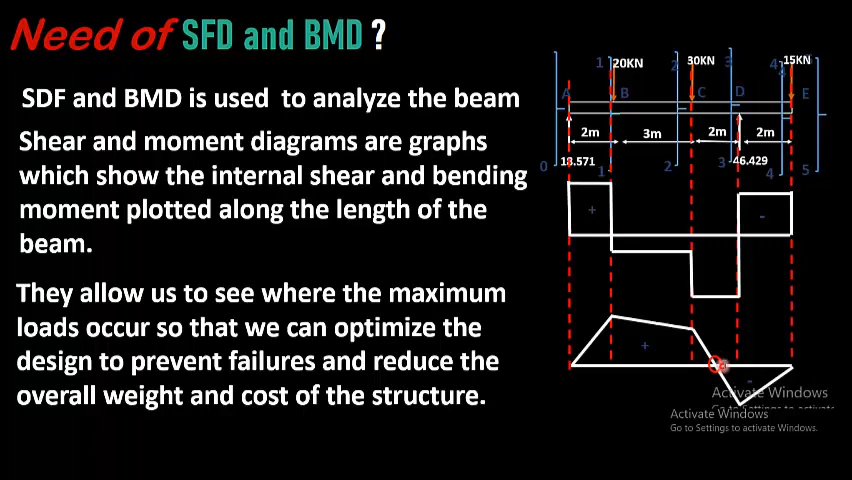 Need of SFD and BMD ?
SDF and BMD is used to analyze the beam
Shear and moment diagrams are graphs
which show the internal shear and bending
moment plotted along the length of the
beam.
They allow us to see where the maximum
loads occur so that we can optimize the
design to prevent failures and reduce the
overall weight and cost of the structure.
1 20KN 2 30KN 3 4 15KN
A B C D E
2m 3m 2m 2m
0 18.571 1 2 3 46.429 4 5
+ -
+
-
Activate Windows
Activate Windows
Go to Settings to activate Windows.